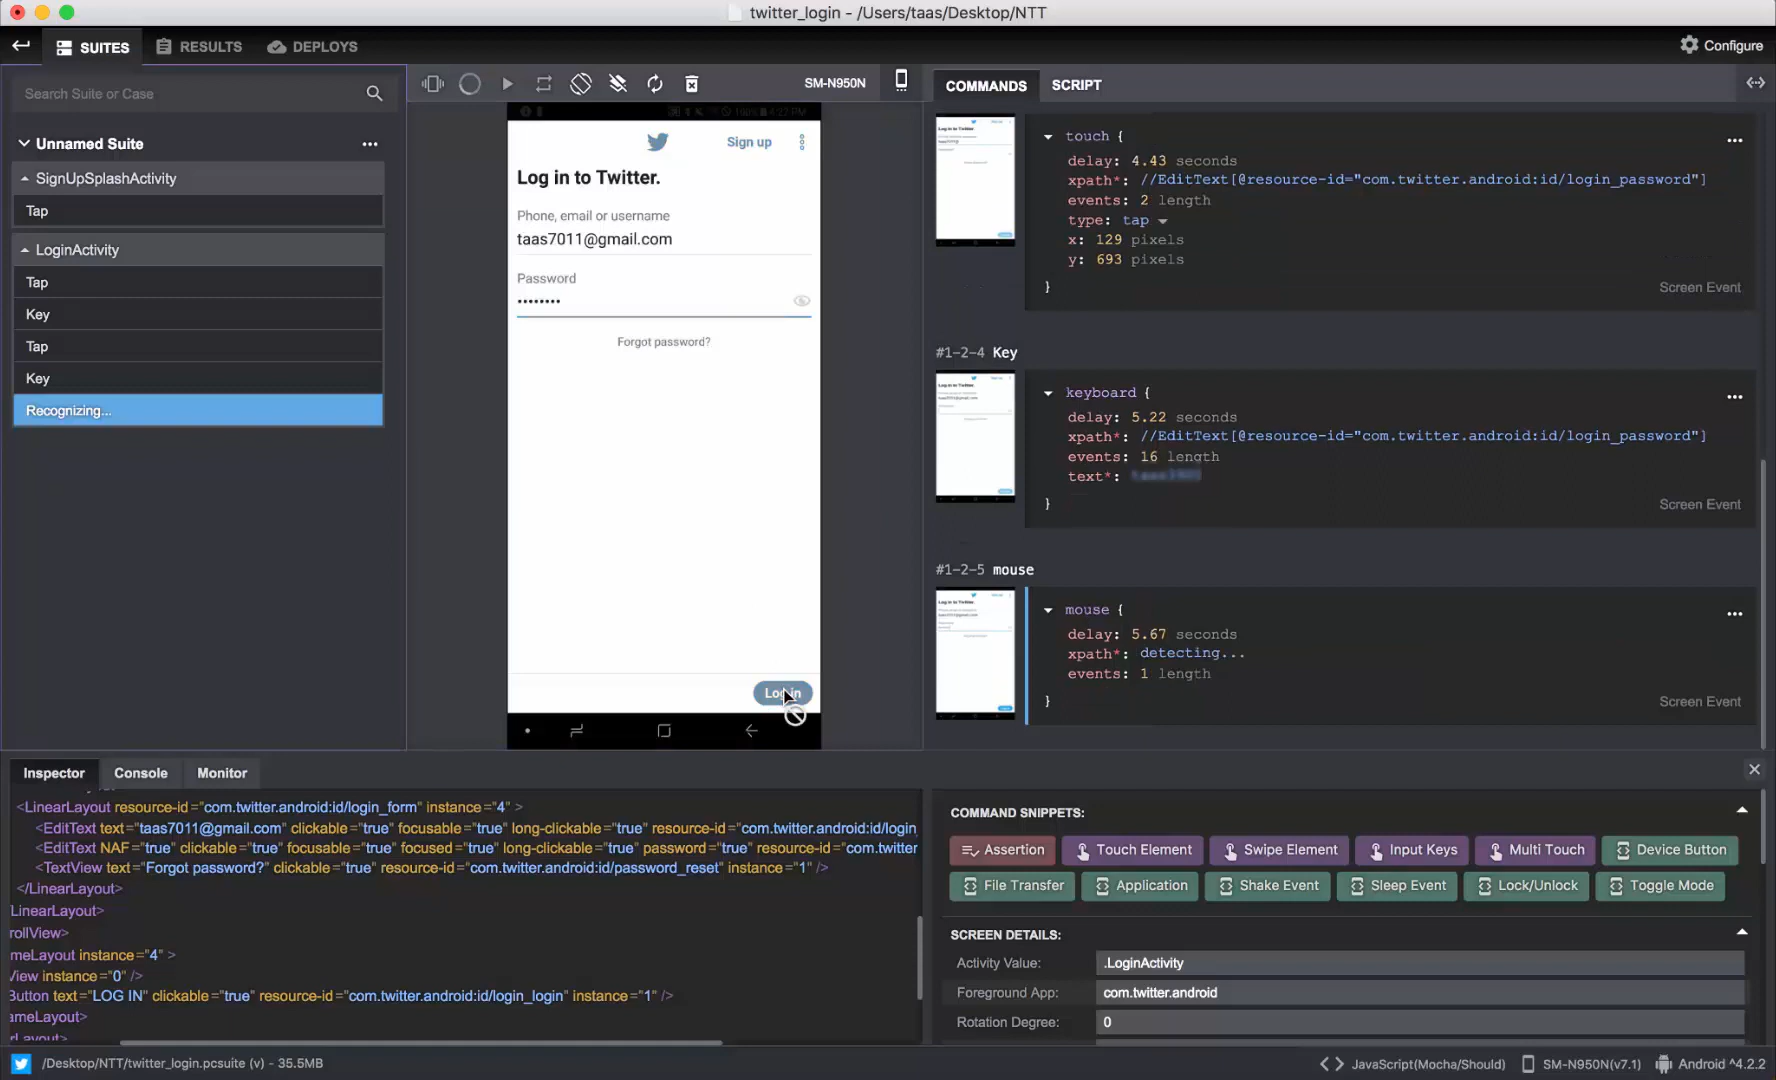 twitter_login - /Users/taas/Desktop/NTT
SUITES
RESULTS
DEPLOYS
Configure
Search Suite or Case
Unnamed Suite
SignUpSplashActivity
Tap
LoginActivity
Tap
Key
Tap
Key
Recognizing...
SM-N950N
Sign up
Log in to Twitter.
Phone, email or username
taas7011@gmail.com
Password
••••••••
Forgot password?
Log in
COMMANDS
SCRIPT
touch {
delay: 4.43 seconds
xpath*: //EditText[@resource-id="com.twitter.android:id/login_password"]
events: 2 length
type: tap
x: 129 pixels
y: 693 pixels
}
Screen Event
#1-2-4 Key
keyboard {
delay: 5.22 seconds
xpath*: //EditText[@resource-id="com.twitter.android:id/login_password"]
events: 16 length
text*:
}
Screen Event
#1-2-5 mouse
mouse {
delay: 5.67 seconds
xpath*: detecting...
events: 1 length
}
Screen Event
Inspector
Console
Monitor
<LinearLayout resource-id="com.twitter.android:id/login_form" instance="4" >
<EditText text="taas7011@gmail.com" clickable="true" focusable="true" long-clickable="true" resource-id="com.twitter.android:id/login
<EditText NAF="true" clickable="true" focusable="true" focused="true" long-clickable="true" password="true" resource-id="com.twitter
<TextView text="Forgot password?" clickable="true" resource-id="com.twitter.android:id/password_reset" instance="1" />
</LinearLayout>
LinearLayout>
rollView>
meLayout instance="4" >
View instance="0" />
Button text="LOG IN" clickable="true" resource-id="com.twitter.android:id/login_login" instance="1" />
ameLayout>
rLayout>
COMMAND SNIPPETS:
Assertion
Touch Element
Swipe Element
Input Keys
Multi Touch
Device Button
File Transfer
Application
Shake Event
Sleep Event
Lock/Unlock
Toggle Mode
SCREEN DETAILS:
Activity Value: .LoginActivity
Foreground App: com.twitter.android
Rotation Degree: 0
/Desktop/NTT/twitter_login.pcsuite (v) - 35.5MB
JavaScript(Mocha/Should)
SM-N950N(v7.1)
Android ^4.2.2